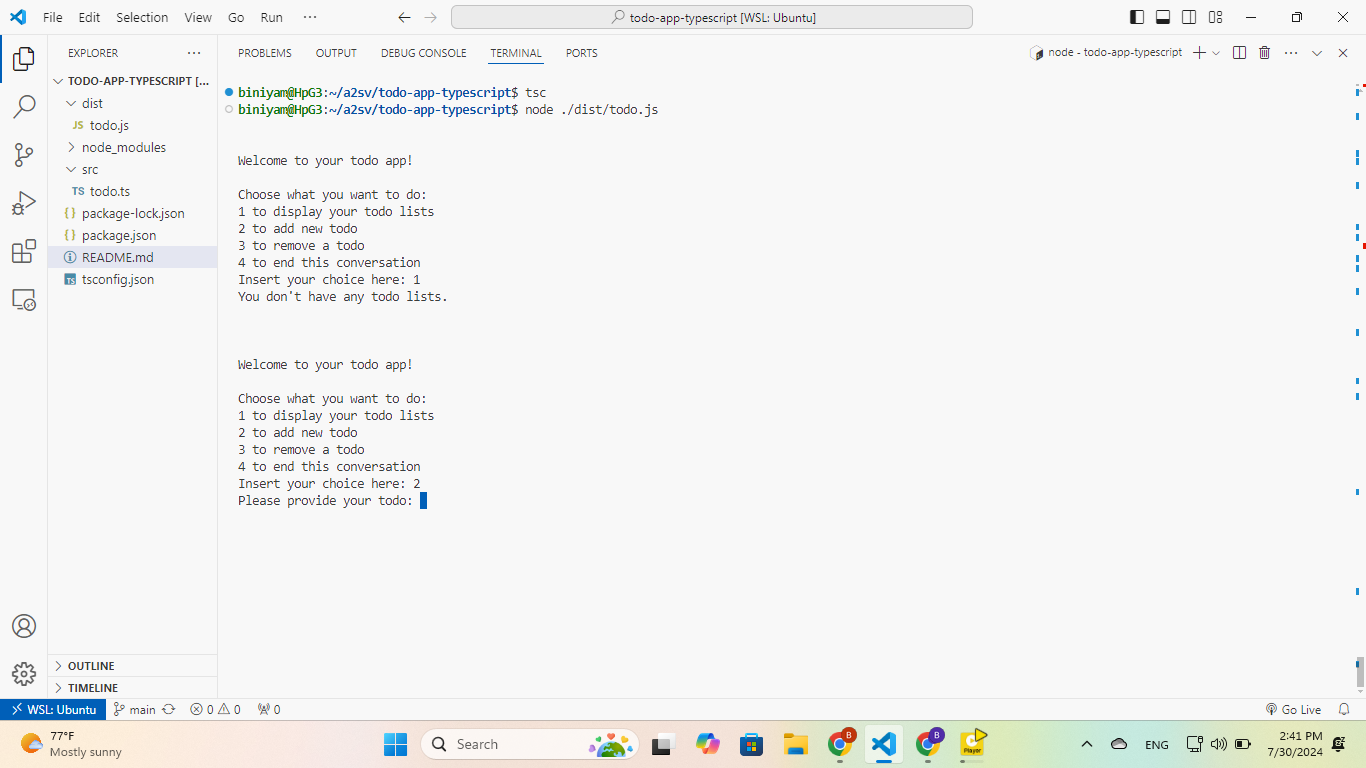 File Edit Selection View Go Run ···
todo-app-typescript [WSL: Ubuntu]
EXPLORER ···
TODO-APP-TYPESCRIPT [...
dist
JS todo.js
node_modules
src
TS todo.ts
{} package-lock.json
{} package.json
README.md
TS tsconfig.json
OUTLINE
TIMELINE
PROBLEMS OUTPUT DEBUG CONSOLE TERMINAL PORTS
node - todo-app-typescript
biniyam@HpG3:~/a2sv/todo-app-typescript$ tsc
biniyam@HpG3:~/a2sv/todo-app-typescript$ node ./dist/todo.js
Welcome to your todo app!
Choose what you want to do:
1 to display your todo lists
2 to add new todo
3 to remove a todo
4 to end this conversation
Insert your choice here: 1
You don't have any todo lists.
Welcome to your todo app!
Choose what you want to do:
1 to display your todo lists
2 to add new todo
3 to remove a todo
4 to end this conversation
Insert your choice here: 2
Please provide your todo:
WSL: Ubuntu main 0 0 0 Go Live
77°F
Mostly sunny
Search
B
B
Player
ENG
2:41 PM
7/30/2024